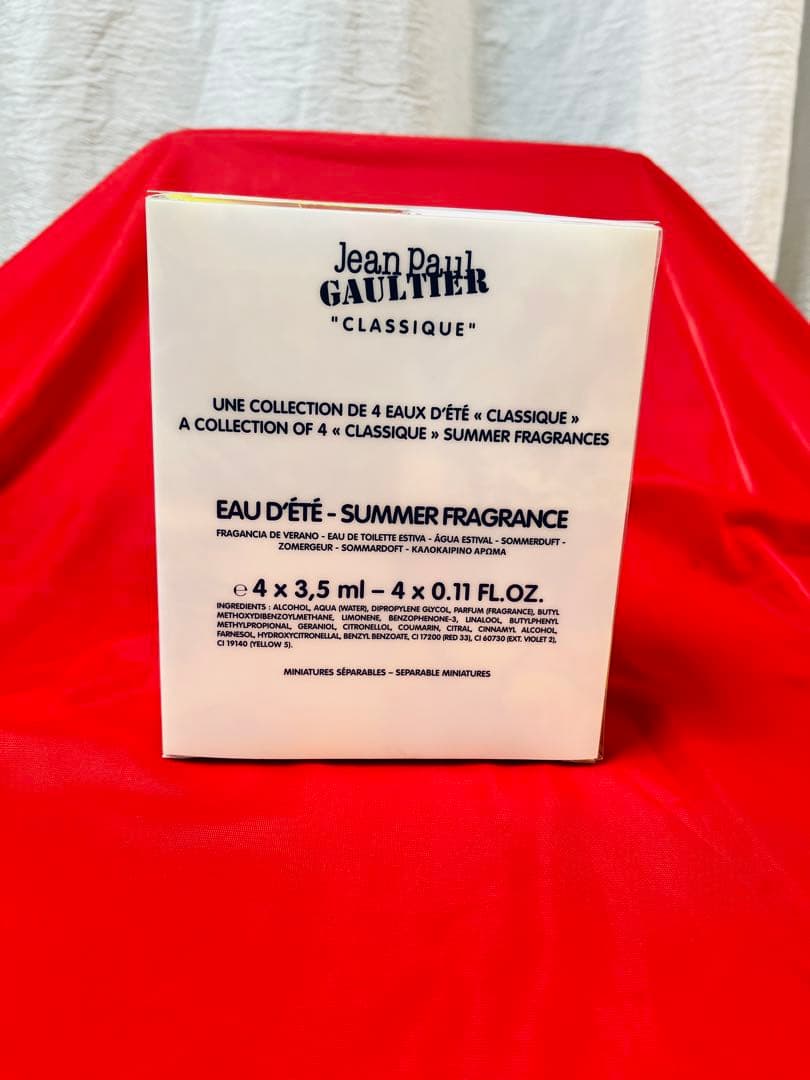 Jean Paul
GAULTIER
"CLASSIQUE"
UNE COLLECTION DE 4 EAUX D'ÉTÉ « CLASSIQUE »
A COLLECTION OF 4 « CLASSIQUE » SUMMER FRAGRANCES
EAU D'ÉTÉ – SUMMER FRAGRANCE
FRAGANCIA DE VERANO - EAU DE TOILETTE ESTIVA - ÁGUA ESTIVAL - SOMMERDUFT -
ZOMERGEUR - SOMMARDOFT - ΚΑΛΟΚΑΙΡΙΝΟ ΑΡΩΜΑ
℮ 4 x 3,5 ml – 4 x 0.11 FL.OZ.
INGREDIENTS : ALCOHOL, AQUA (WATER), DIPROPYLENE GLYCOL, PARFUM (FRAGRANCE), BUTYL
METHOXYDIBENZOYLMETHANE, LIMONENE, BENZOPHENONE-3, LINALOOL, BUTYLPHENYL
METHYLPROPIONAL, GERANIOL, CITRONELLOL, COUMARIN, CITRAL, CINNAMYL ALCOHOL,
FARNESOL, HYDROXYCITRONELLAL, BENZYL BENZOATE, CI 17200 (RED 33), CI 60730 (EXT. VIOLET 2),
CI 19140 (YELLOW 5).
MINIATURES SÉPARABLES – SEPARABLE MINIATURES